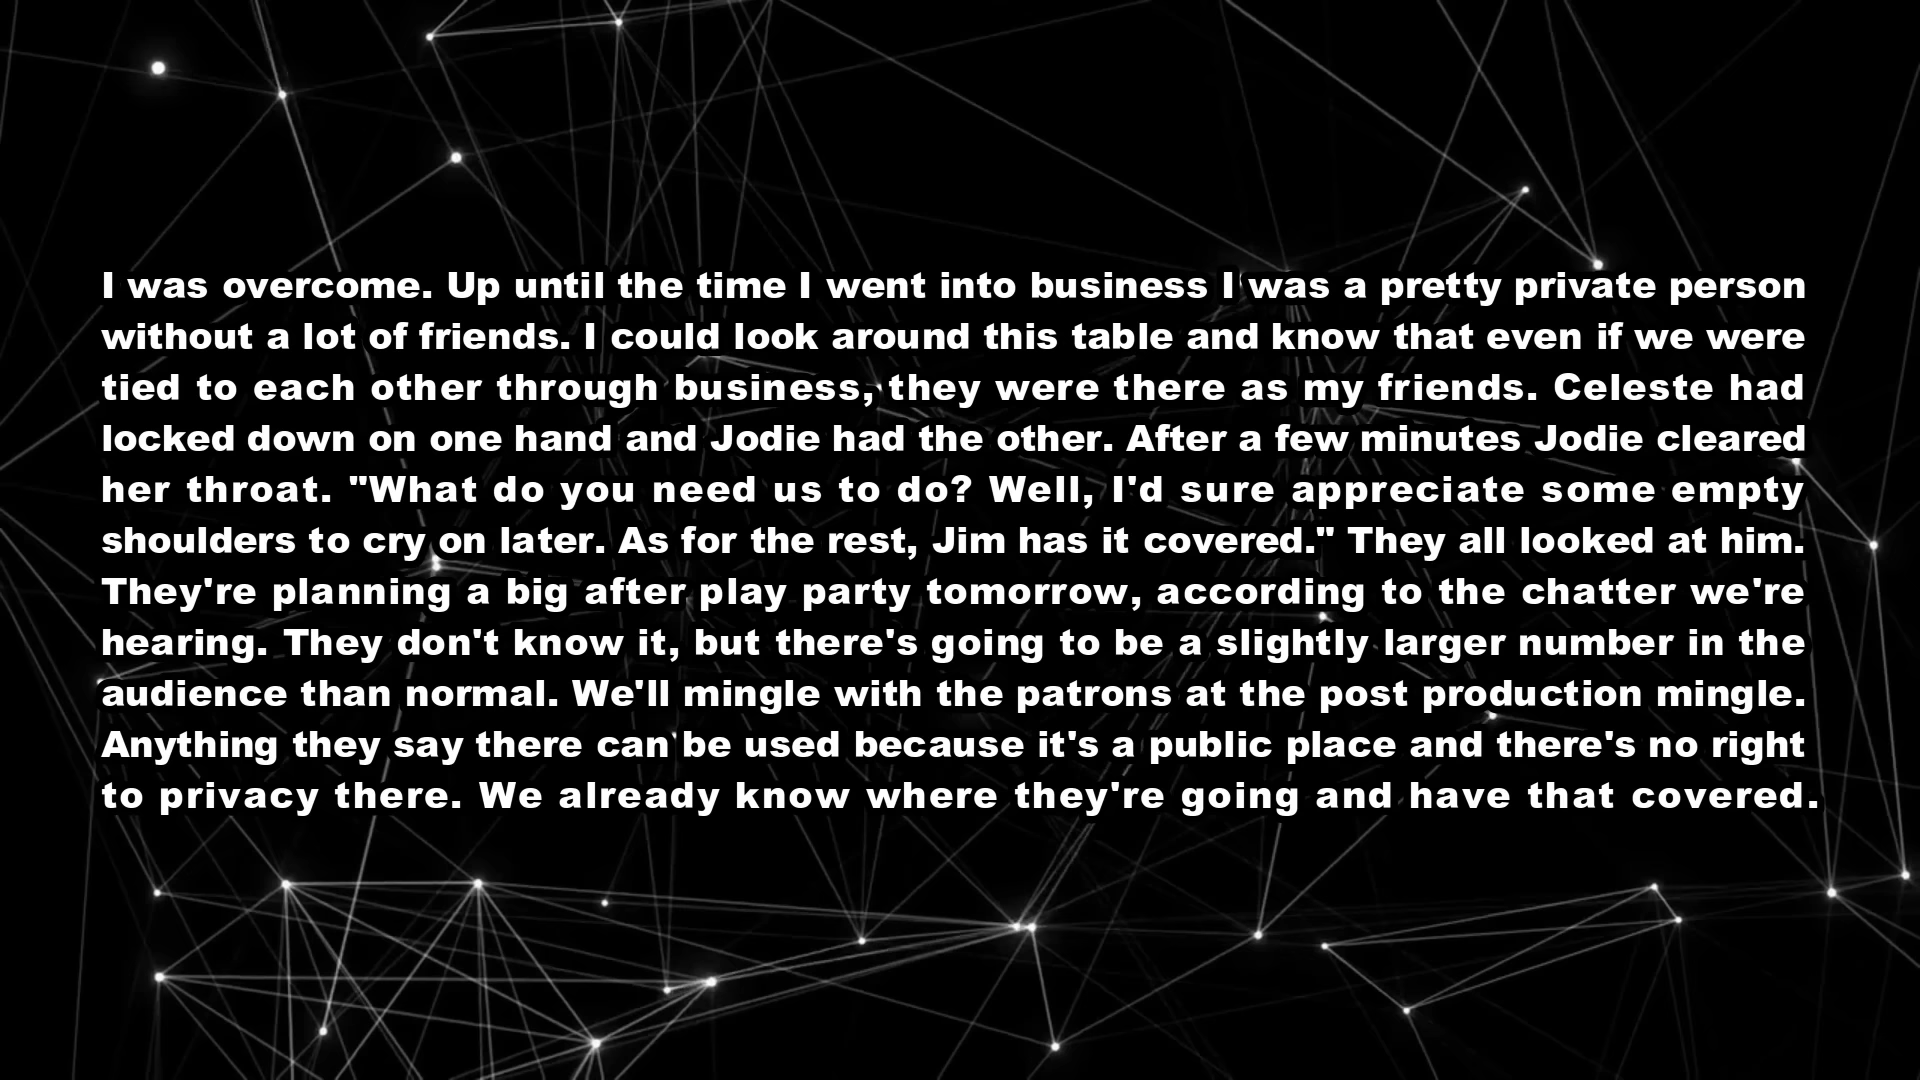 I was overcome. Up until the time I went into business I was a pretty private person
without a lot of friends. I could look around this table and know that even if we were
tied to each other through business, they were there as my friends. Celeste had
locked down on one hand and Jodie had the other. After a few minutes Jodie cleared
her throat. "What do you need us to do? Well, I'd sure appreciate some empty
shoulders to cry on later. As for the rest, Jim has it covered." They all looked at him.
They're planning a big after play party tomorrow, according to the chatter we're
hearing. They don't know it, but there's going to be a slightly larger number in the
audience than normal. We'll mingle with the patrons at the post production mingle.
Anything they say there can be used because it's a public place and there's no right
to privacy there. We already know where they're going and have that covered.